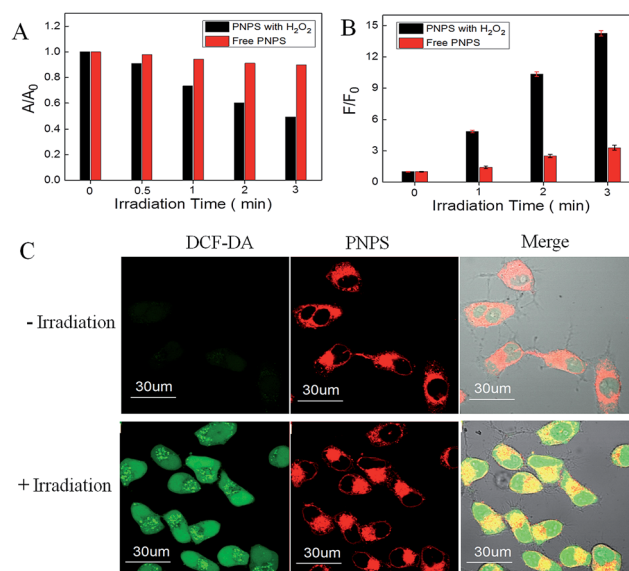 A
PNPS with H₂O₂
Free PNPS
1.2
1.0
0.8
0.6
0.4
0.2
0.0
A/A₀
0 0.5 1 2 3
Irradiation Time ( min)
B
PNPS with H₂O₂
Free PNPS
15
12
9
6
3
0
F/F₀
0 1 2 3
Irradiation Time (min)
C
DCF-DA PNPS Merge
- Irradiation
30um 30um 30um
+ Irradiation
30um 30um 30um